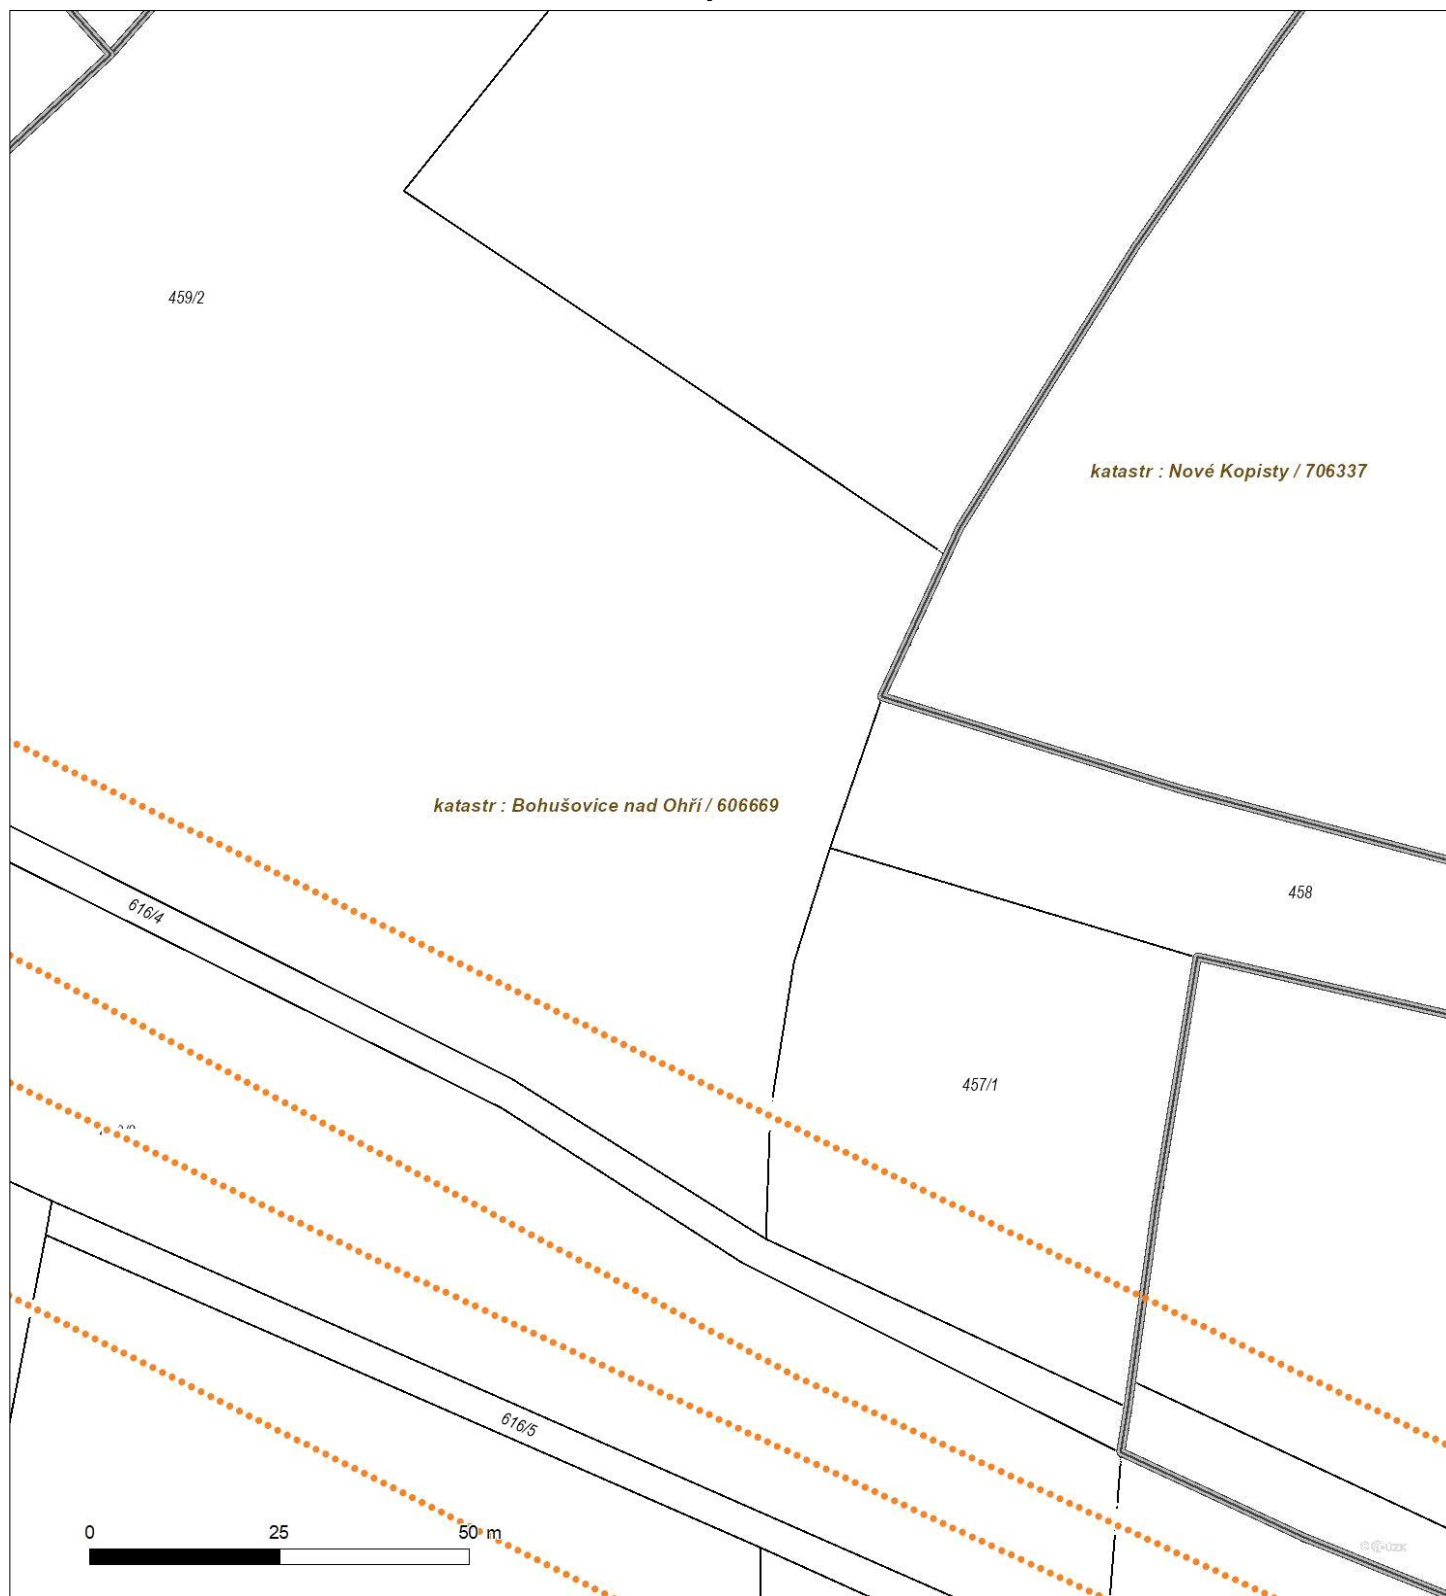 459/2
katastr : Nové Kopisty / 706337
katastr : Bohušovice nad Ohří / 606669
458
616/4
457/1
616/5
0 25 50 m